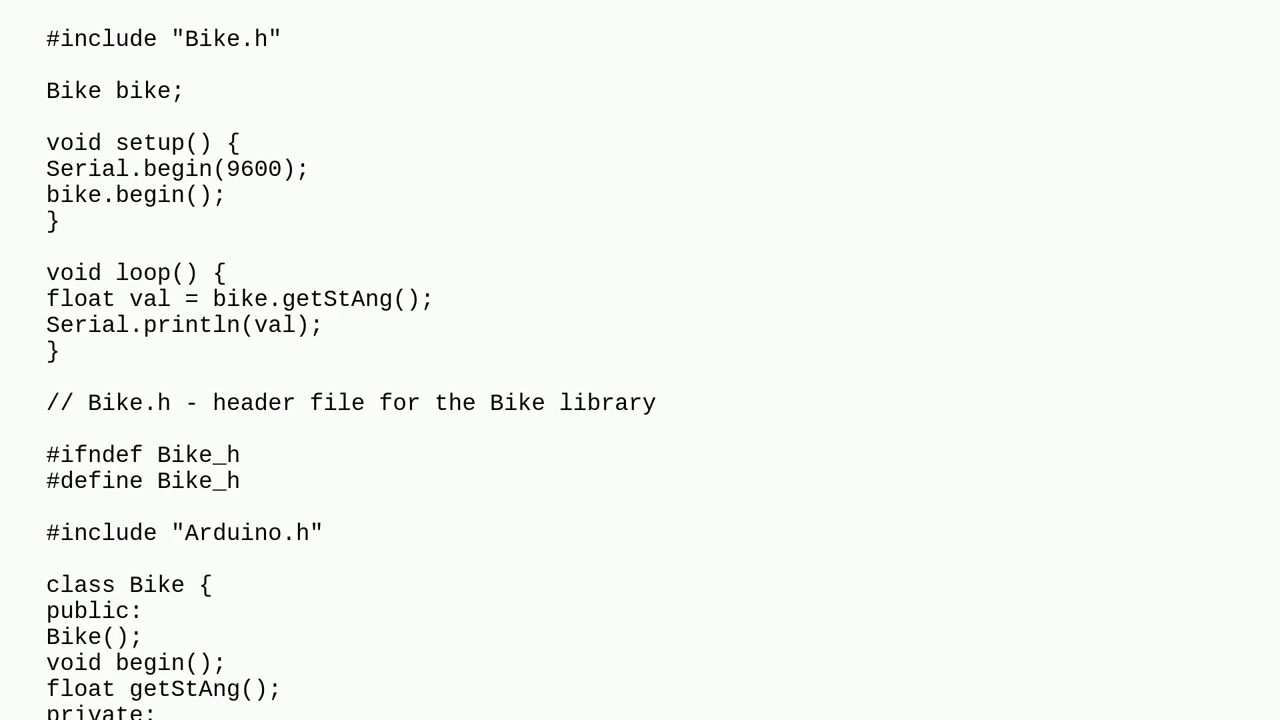 #include "Bike.h"
Bike bike;
void setup() {
Serial.begin(9600);
bike.begin();
}
void loop() {
float val = bike.getStAng();
Serial.println(val);
}
// Bike.h - header file for the Bike library
#ifndef Bike_h
#define Bike_h
#include "Arduino.h"
class Bike {
public:
Bike();
void begin();
float getStAng();
private: